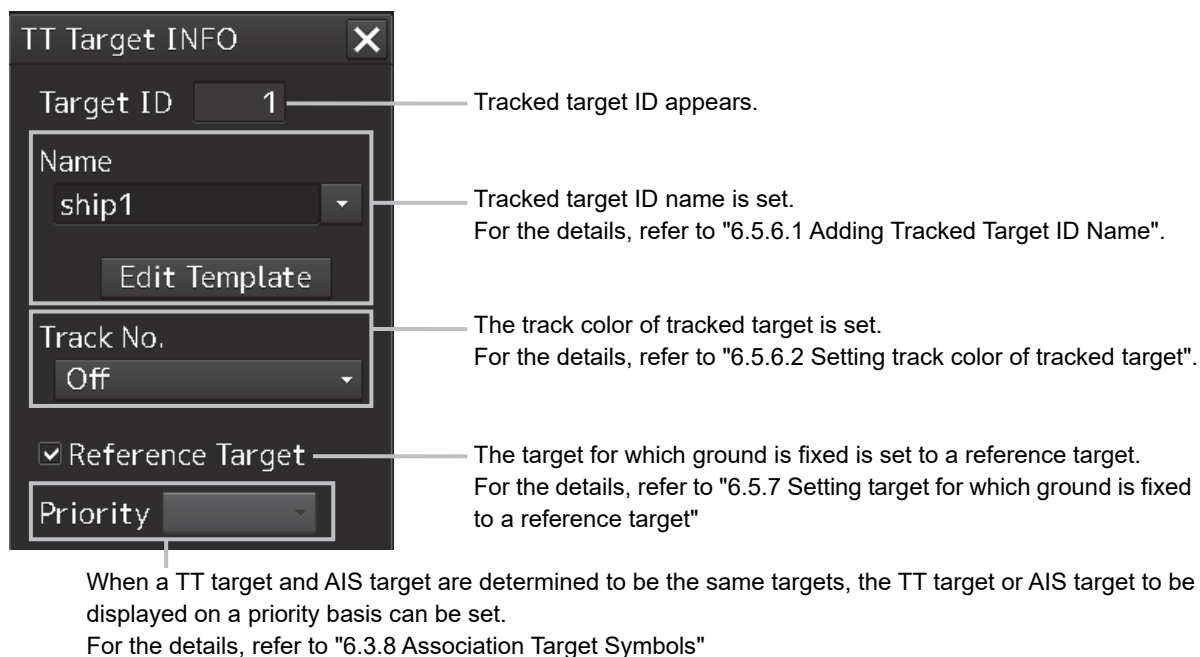 TT Target INFO
Target ID 1
Tracked target ID appears.
Name
ship1
Edit Template
Tracked target ID name is set.
For the details, refer to "6.5.6.1 Adding Tracked Target ID Name".
Track No.
Off
The track color of tracked target is set.
For the details, refer to "6.5.6.2 Setting track color of tracked target".
Reference Target
The target for which ground is fixed is set to a reference target.
For the details, refer to "6.5.7 Setting target for which ground is fixed
to a reference target"
Priority
When a TT target and AIS target are determined to be the same targets, the TT target or AIS target to be
displayed on a priority basis can be set.
For the details, refer to "6.3.8 Association Target Symbols"